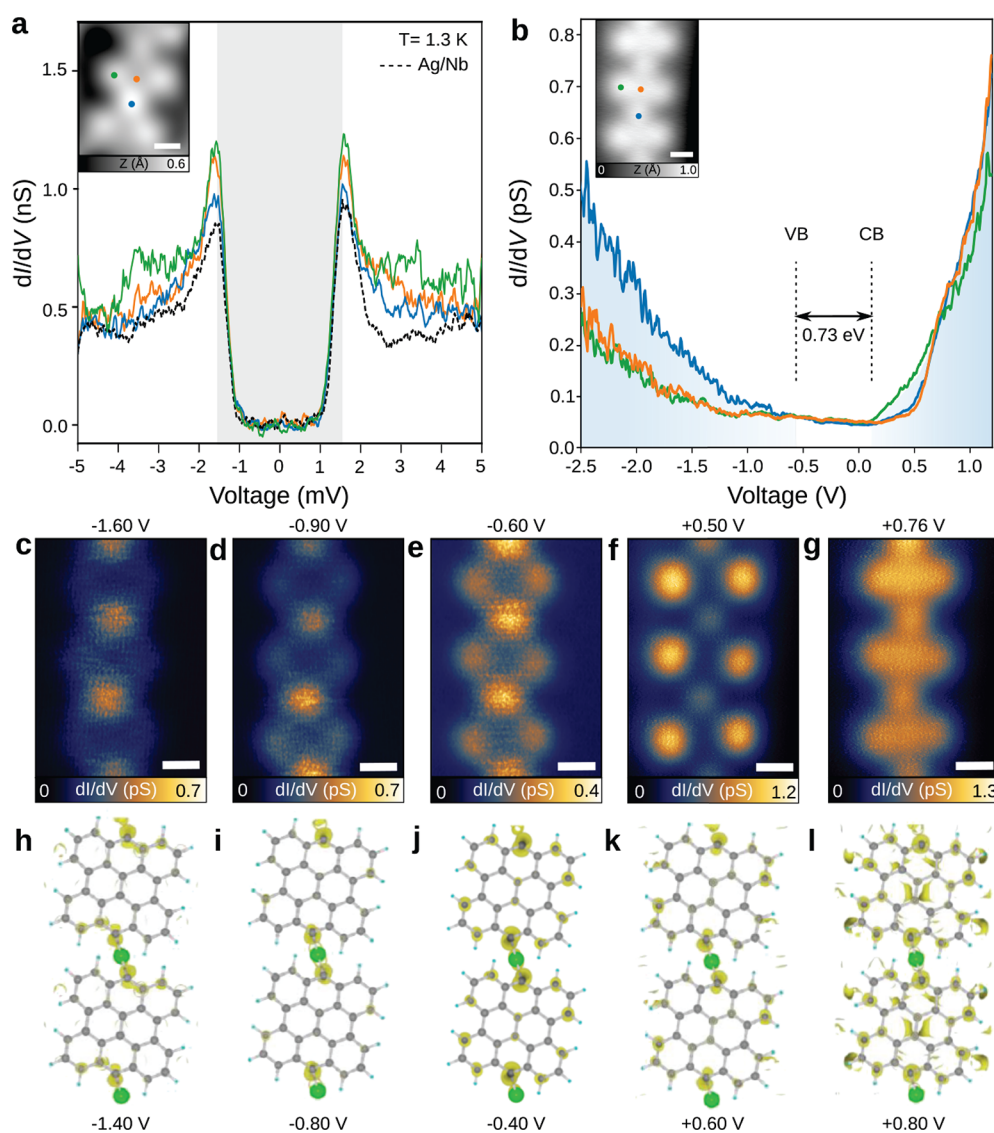 a
T= 1.3 K
Ag/Nb
Z (Å) 0.6
dI/dV (nS)
1.5
1.0
0.5
0.0
-5 -4 -3 -2 -1 0 1 2 3 4 5
Voltage (mV)
b
0 Z (Å) 1.0
VB CB
0.73 eV
dI/dV (pS)
0.8
0.7
0.6
0.5
0.4
0.3
0.2
0.1
0.0
-2.5 -2.0 -1.5 -1.0 -0.5 0.0 0.5 1.0
Voltage (V)
-1.60 V -0.90 V -0.60 V +0.50 V +0.76 V
c d e f g
0 dI/dV (pS) 0.7
0 dI/dV (pS) 0.7
0 dI/dV (pS) 0.4
0 dI/dV (pS) 1.2
0 dI/dV (pS) 1.3
h i j k l
-1.40 V -0.80 V -0.40 V +0.60 V +0.80 V